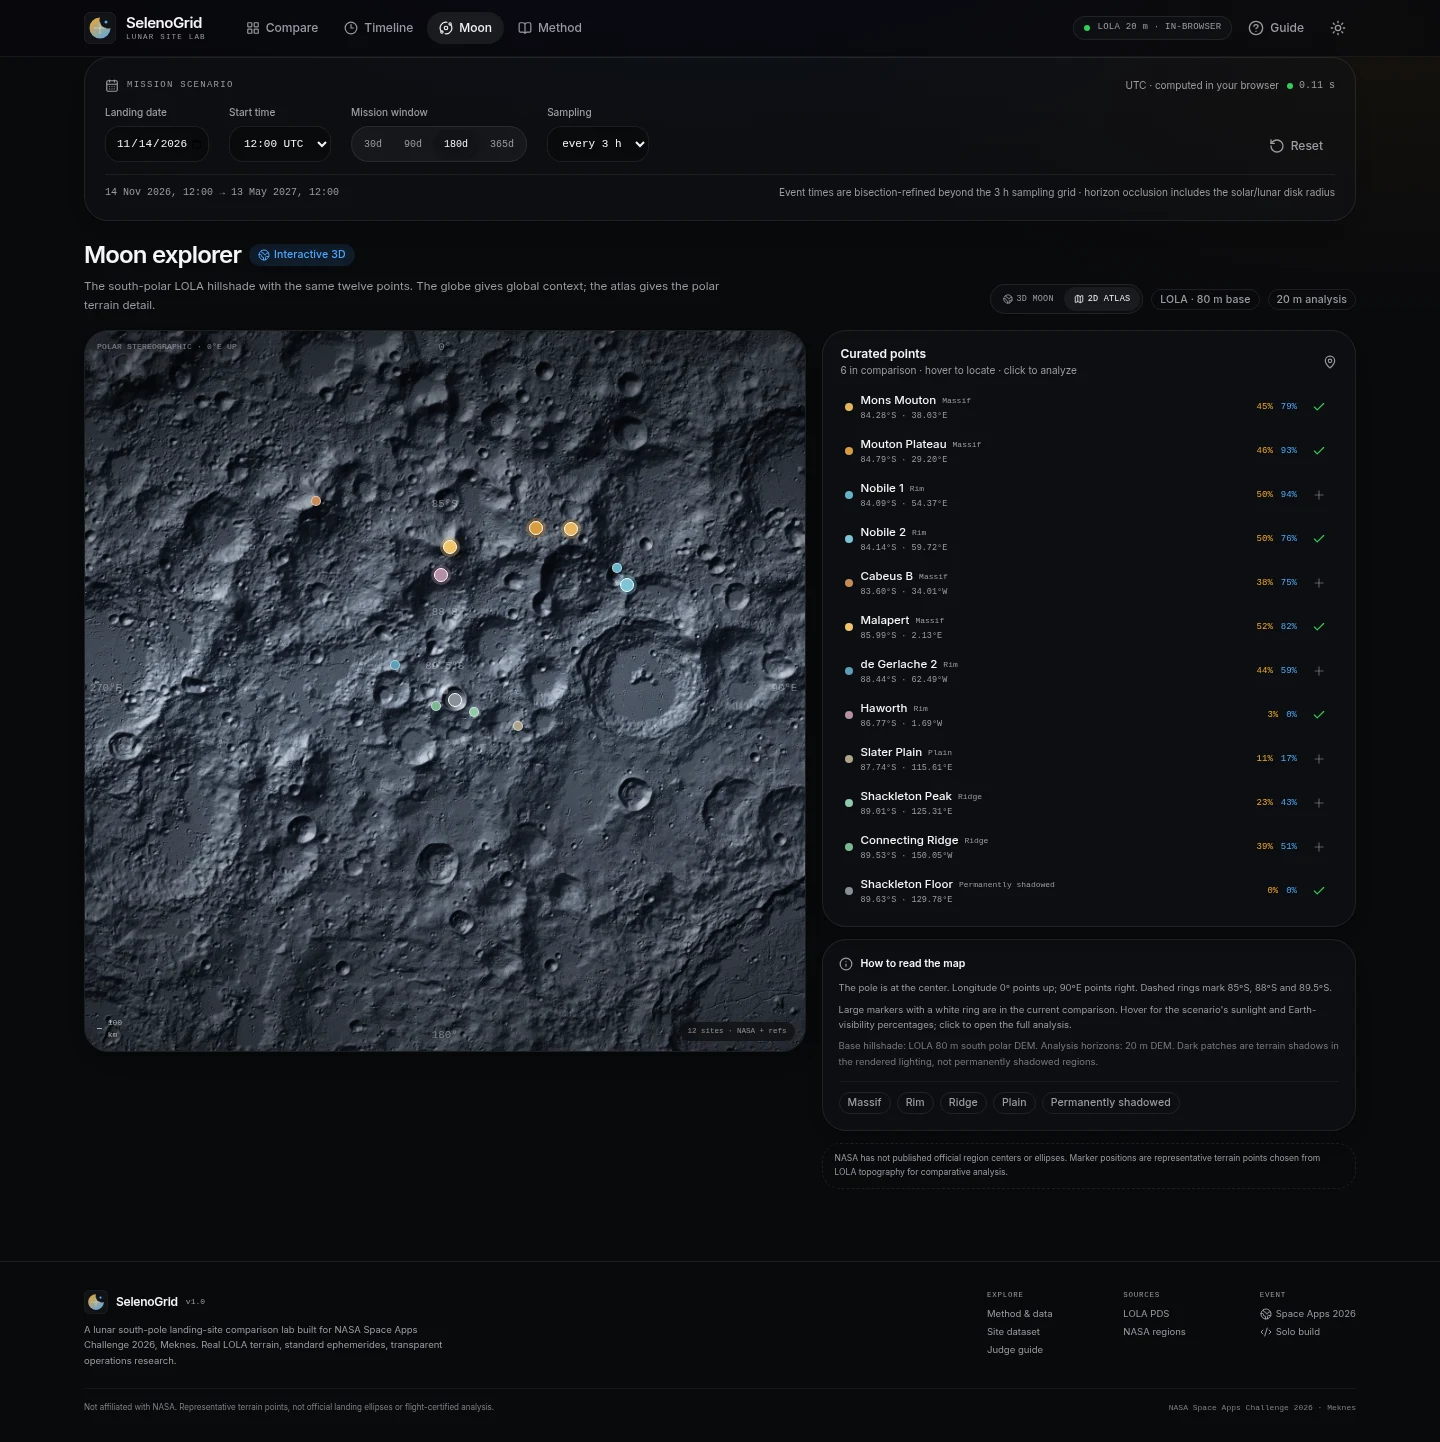 SelenoGrid
LUNAR SITE LAB
Compare
Timeline
Moon
Method
LOLA 20 m · IN-BROWSER
Guide
MISSION SCENARIO
UTC · computed in your browser
0.11 s
Landing date
Start time
Mission window
Sampling
11/14/2026
12:00 UTC
30d
90d
180d
365d
every 3 h
Reset
14 Nov 2026, 12:00 → 13 May 2027, 12:00
Event times are bisection-refined beyond the 3 h sampling grid · horizon occlusion includes the solar/lunar disk radius
Moon explorer
Interactive 3D
The south-polar LOLA hillshade with the same twelve points. The globe gives global context; the atlas gives the polar
terrain detail.
3D MOON
2D ATLAS
LOLA · 80 m base
20 m analysis
POLAR STEREOGRAPHIC · 0°E UP
0°
85°S
88°S
270°E
90°E
180°
100
km
12 sites · NASA + refs
Curated points
6 in comparison · hover to locate · click to analyze
Mons Mouton Massif
84.28°S · 38.03°E
45% 79%
Mouton Plateau Massif
84.79°S · 29.20°E
46% 93%
Nobile 1 Rim
84.09°S · 54.37°E
50% 94%
Nobile 2 Rim
84.14°S · 59.72°E
50% 76%
Cabeus B Massif
83.60°S · 34.01°W
38% 75%
Malapert Massif
85.99°S · 2.13°E
52% 82%
de Gerlache 2 Rim
88.44°S · 62.49°W
44% 59%
Haworth Rim
86.77°S · 1.69°W
3% 0%
Slater Plain Plain
87.74°S · 115.61°E
11% 17%
Shackleton Peak Ridge
89.01°S · 125.31°E
23% 43%
Connecting Ridge Ridge
89.53°S · 150.05°W
39% 51%
Shackleton Floor Permanently shadowed
89.63°S · 129.78°E
0% 0%
How to read the map
The pole is at the center. Longitude 0° points up; 90°E points right. Dashed rings mark 85°S, 88°S and 89.5°S.
Large markers with a white ring are in the current comparison. Hover for the scenario's sunlight and Earth-
visibility percentages; click to open the full analysis.
Base hillshade: LOLA 80 m south polar DEM. Analysis horizons: 20 m DEM. Dark patches are terrain shadows in
the rendered lighting, not permanently shadowed regions.
Massif
Rim
Ridge
Plain
Permanently shadowed
NASA has not published official region centers or ellipses. Marker positions are representative terrain points chosen from
LOLA topography for comparative analysis.
SelenoGrid v1.0
A lunar south-pole landing-site comparison lab built for NASA Space Apps
Challenge 2026, Meknes. Real LOLA terrain, standard ephemerides, transparent
operations research.
EXPLORE
Method & data
Site dataset
Judge guide
SOURCES
LOLA PDS
NASA regions
EVENT
Space Apps 2026
Solo build
Not affiliated with NASA. Representative terrain points, not official landing ellipses or flight-certified analysis.
NASA Space Apps Challenge 2026 · Meknes